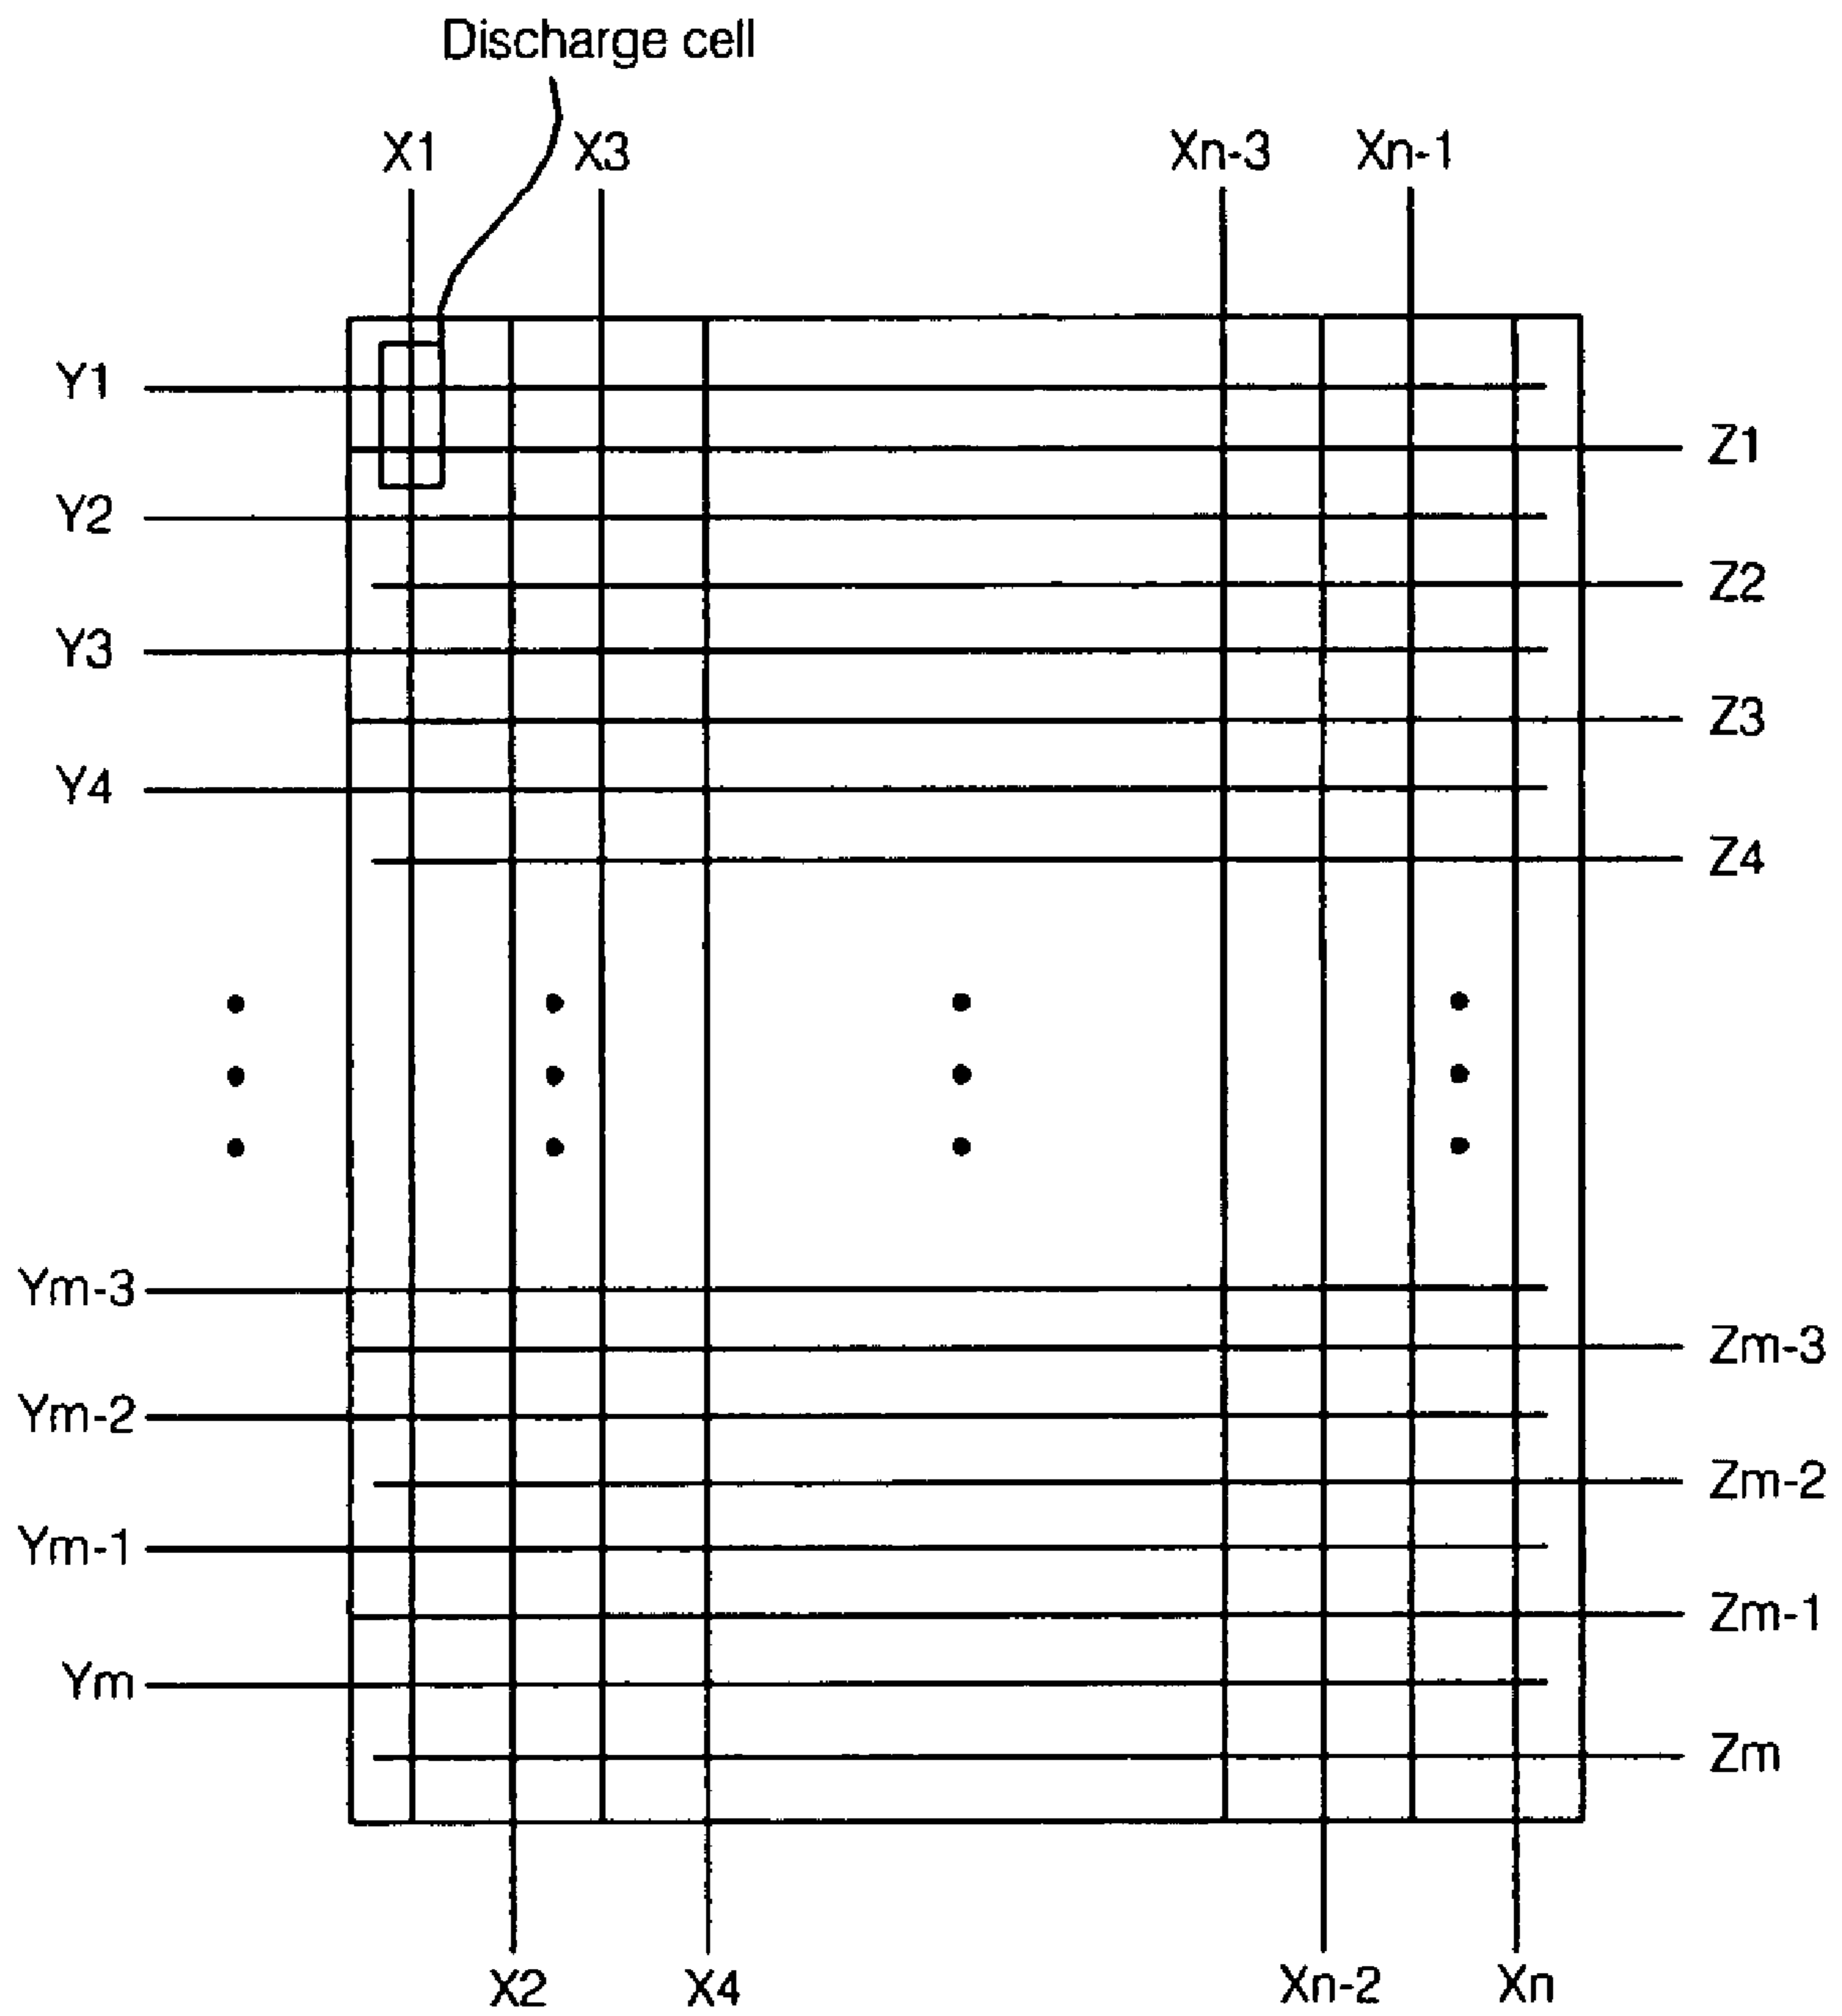 Discharge cell
X1
X3
Xn-3
Xn-1
Y1
Z1
Y2
Z2
Y3
Z3
Y4
Z4
Ym-3
Zm-3
Ym-2
Zm-2
Ym-1
Zm-1
Ym
Zm
X2
X4
Xn-2
Xn